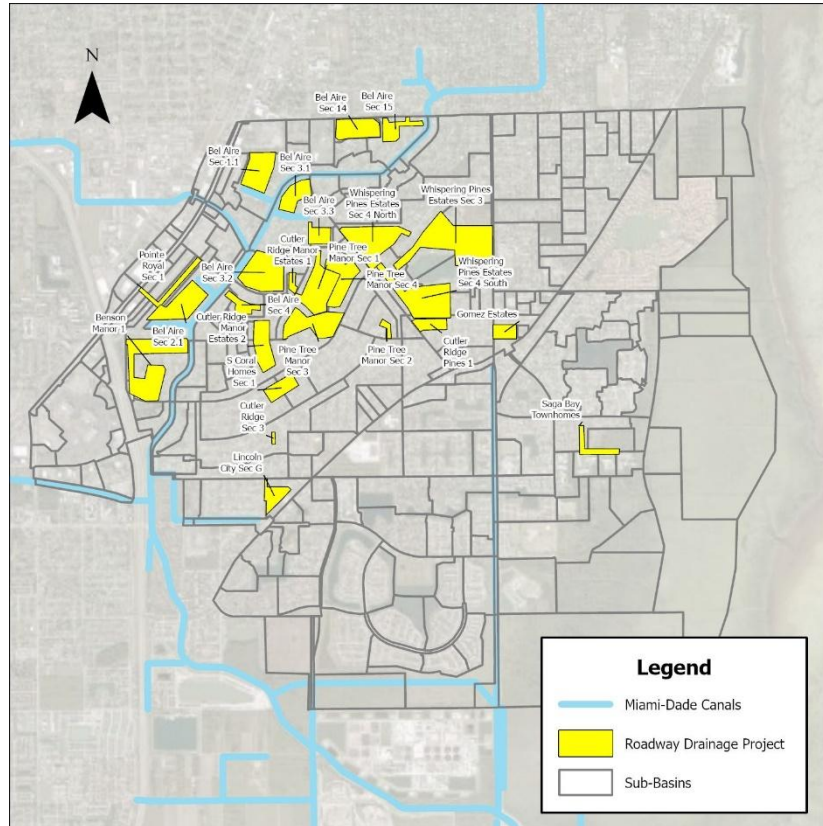 N
Bel Aire
Sec 14
Bel Aire
Sec 15
Bel Aire
Sec 1.1
Bel Aire
Sec 3.1
Bel Aire
Sec 3.3
Whispering
Pines Estates
Sec 4 North
Whispering Pines
Estates Sec 3
Cutler
Ridge Manor
Estates 1
Pine Tree
Manor Sec 1
Pointe
Royal
Sec 1
Bel Aire
Sec 3.2
Pine Tree
Manor Sec 4
Whispering
Pines Estates
Sec 4 South
Benson
Manor 1
Bel Aire
Sec 2.1
Cutler Ridge
Manor
Estates 2
Bel Aire
Sec 4
Gomez Estates
S Coral
Homes
Sec 1
Pine Tree
Manor
Sec 3
Pine Tree
Manor Sec 2
Cutler
Ridge
Pines 1
Cutler
Ridge
Sec 3
Saga Bay
Townhomes
Lincoln
City Sec G
Legend
Miami-Dade Canals
Roadway Drainage Project
Sub-Basins